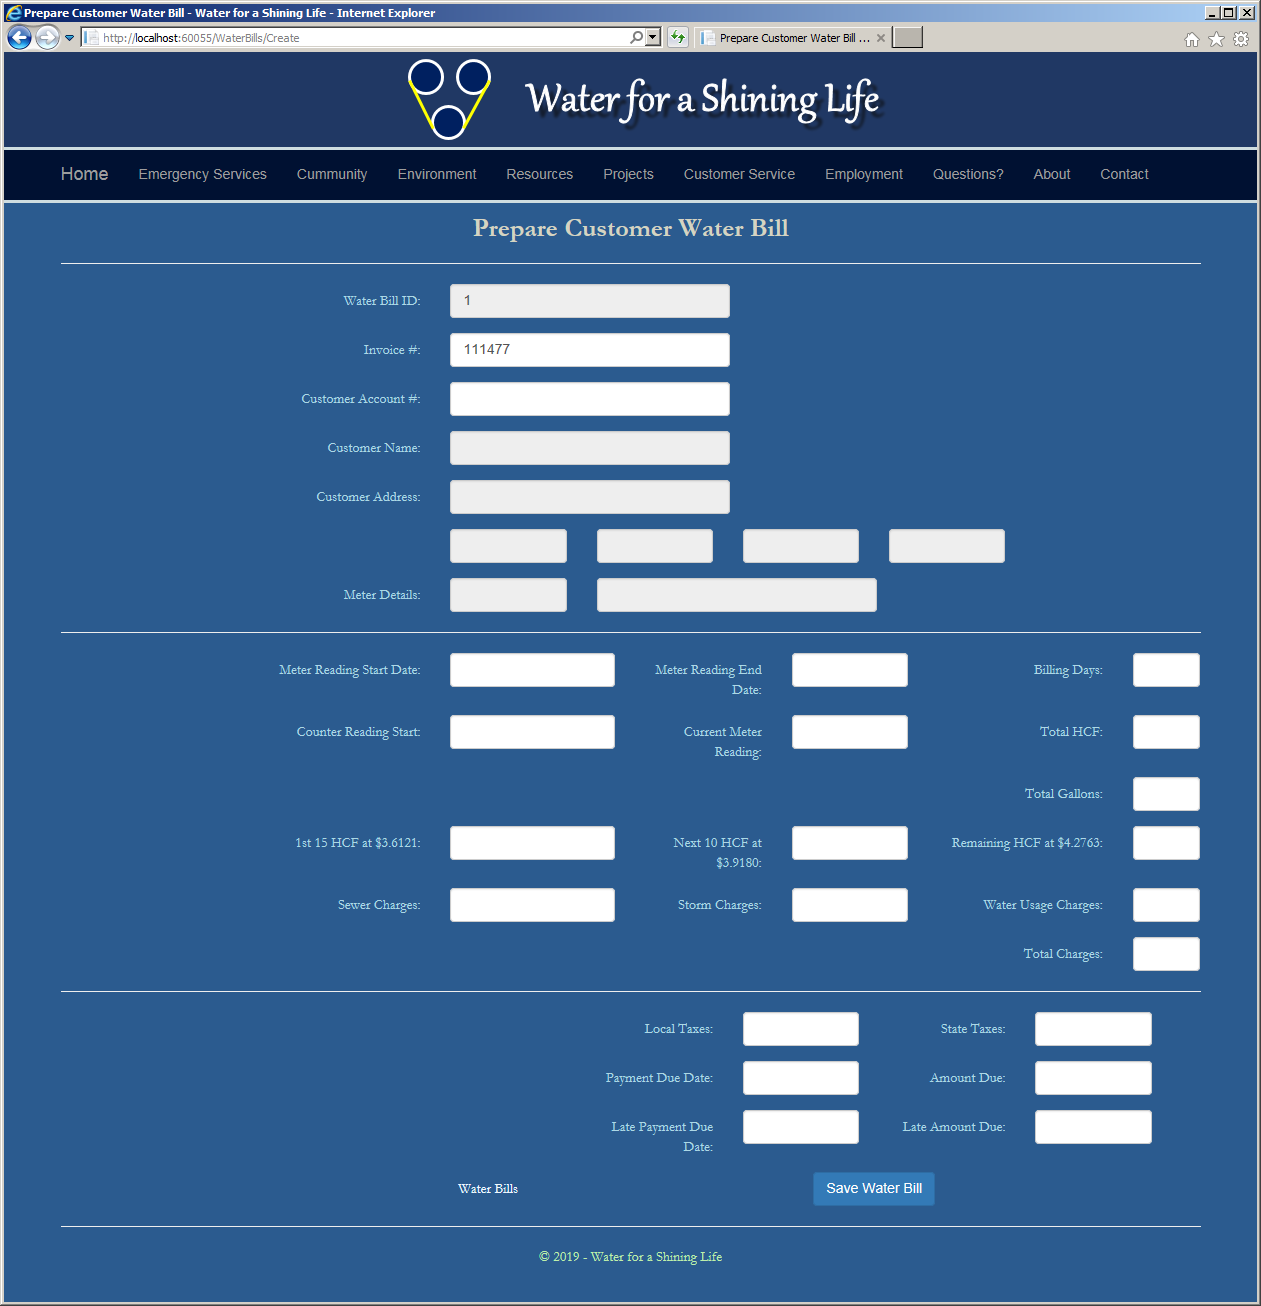 Prepare Customer Water Bill - Water for a Shining Life - Internet Explorer
http://localhost:60055/WaterBills/Create
Prepare Customer Water Bill ...
Water for a Shining Life
Home Emergency Services Cummunity Environment Resources Projects Customer Service Employment Questions? About Contact
Prepare Customer Water Bill
Water Bill ID: 1
Invoice #: 111477
Customer Account #:
Customer Name:
Customer Address:
Meter Details:
Meter Reading Start Date: Meter Reading End Billing Days:
Date:
Counter Reading Start: Current Meter Total HCF:
Reading:
Total Gallons:
1st 15 HCF at $3.6121: Next 10 HCF at Remaining HCF at $4.2763:
$3.9180:
Sewer Charges: Storm Charges: Water Usage Charges:
Total Charges:
Local Taxes: State Taxes:
Payment Due Date: Amount Due:
Late Payment Due Late Amount Due:
Date:
Water Bills Save Water Bill
© 2019 - Water for a Shining Life